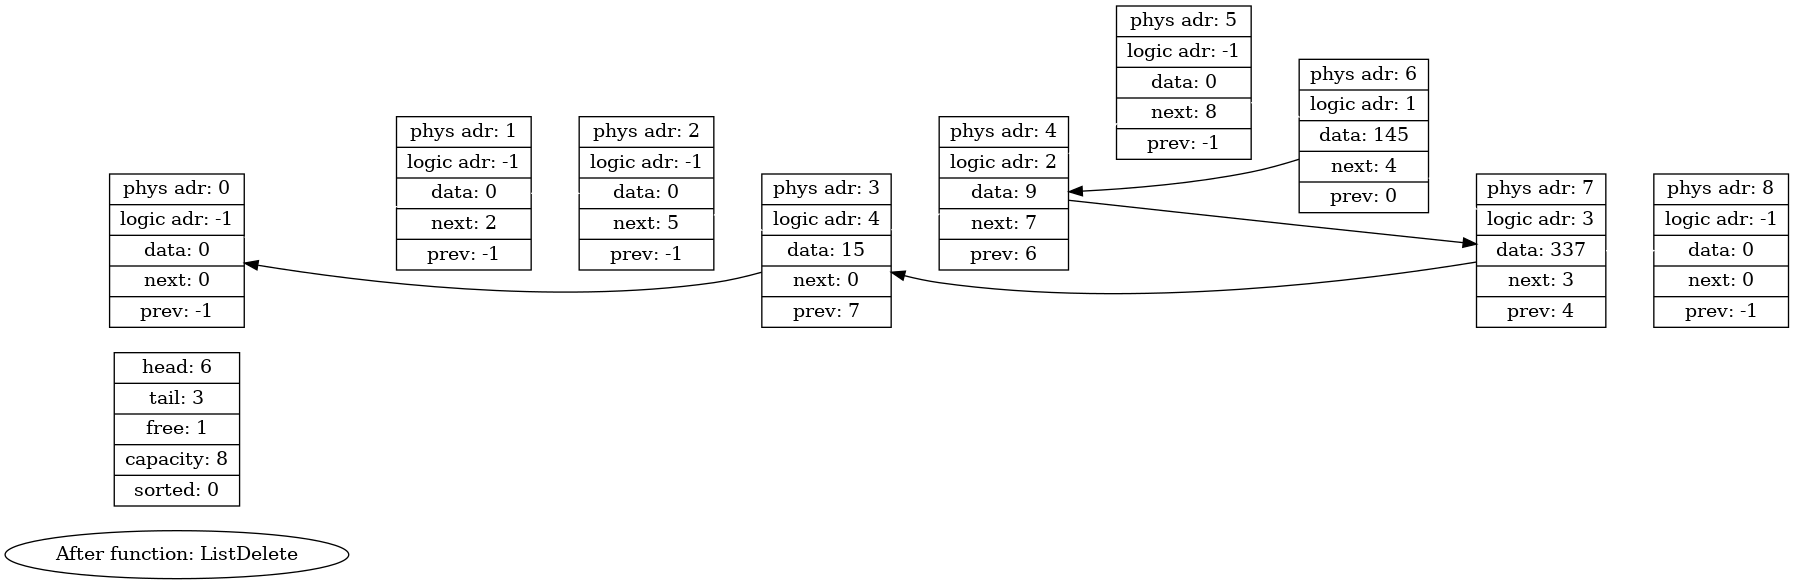 phys adr: 0
logic adr: -1
data: 0
next: 0
prev: -1
phys adr: 1
logic adr: -1
data: 0
next: 2
prev: -1
phys adr: 2
logic adr: -1
data: 0
next: 5
prev: -1
phys adr: 3
logic adr: 4
data: 15
next: 0
prev: 7
phys adr: 4
logic adr: 2
data: 9
next: 7
prev: 6
phys adr: 5
logic adr: -1
data: 0
next: 8
prev: -1
phys adr: 6
logic adr: 1
data: 145
next: 4
prev: 0
phys adr: 7
logic adr: 3
data: 337
next: 3
prev: 4
phys adr: 8
logic adr: -1
data: 0
next: 0
prev: -1
head: 6
tail: 3
free: 1
capacity: 8
sorted: 0
After function: ListDelete